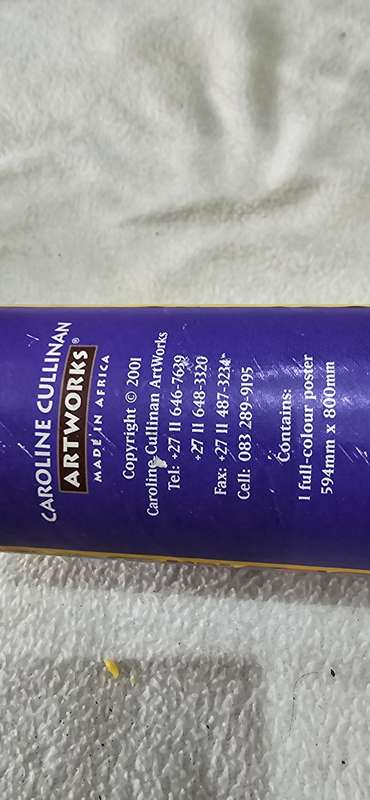 CAROLINE CULLINAN
ARTWORKS®
MADE IN AFRICA
Copyright © 2001
Caroline Cullinan ArtWorks
Tel: +27 11 646-7639
+27 11 648-3320
Fax: +27 11 487-3234
Cell: 083 289-9195
Contains:
1 full-colour poster
594mm x 800mm